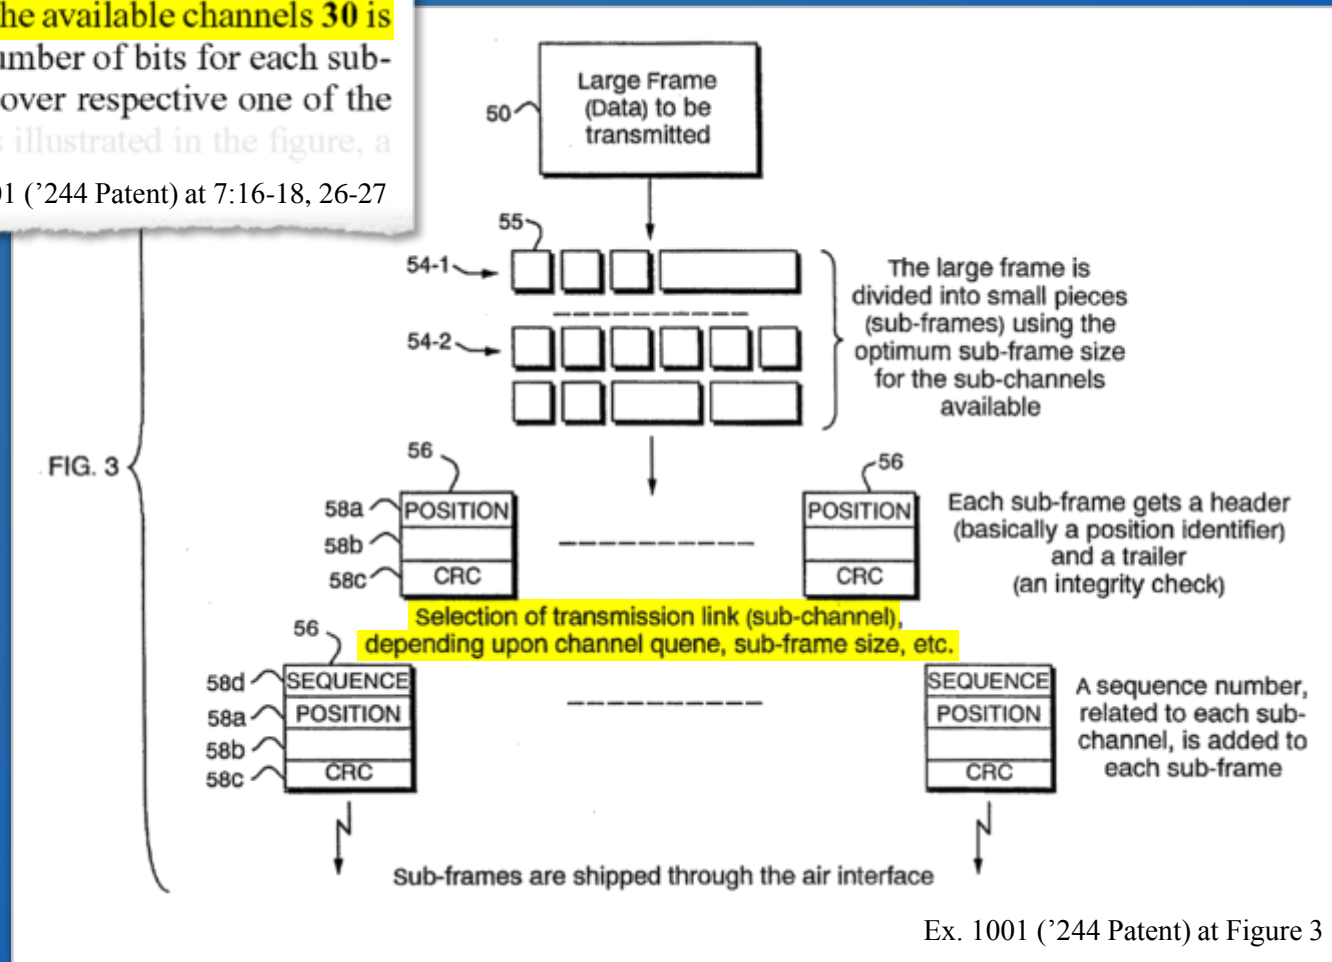 he available channels 30 is
umber of bits for each sub-
over respective one of the
s illustrated in the figure, a
01 (’244 Patent) at 7:16-18, 26-27
50
Large Frame
(Data) to be
transmitted
55
54-1
54-2
The large frame is
divided into small pieces
(sub-frames) using the
optimum sub-frame size
for the sub-channels
available
FIG. 3
56
56
58a
POSITION
58b
58c
CRC
POSITION
CRC
Each sub-frame gets a header
(basically a position identifier)
and a trailer
(an integrity check)
Selection of transmission link (sub-channel),
depending upon channel quene, sub-frame size, etc.
56
58d
SEQUENCE
58a
POSITION
58b
58c
CRC
SEQUENCE
POSITION
CRC
A sequence number,
related to each sub-
channel, is added to
each sub-frame
Sub-frames are shipped through the air interface
Ex. 1001 (’244 Patent) at Figure 3